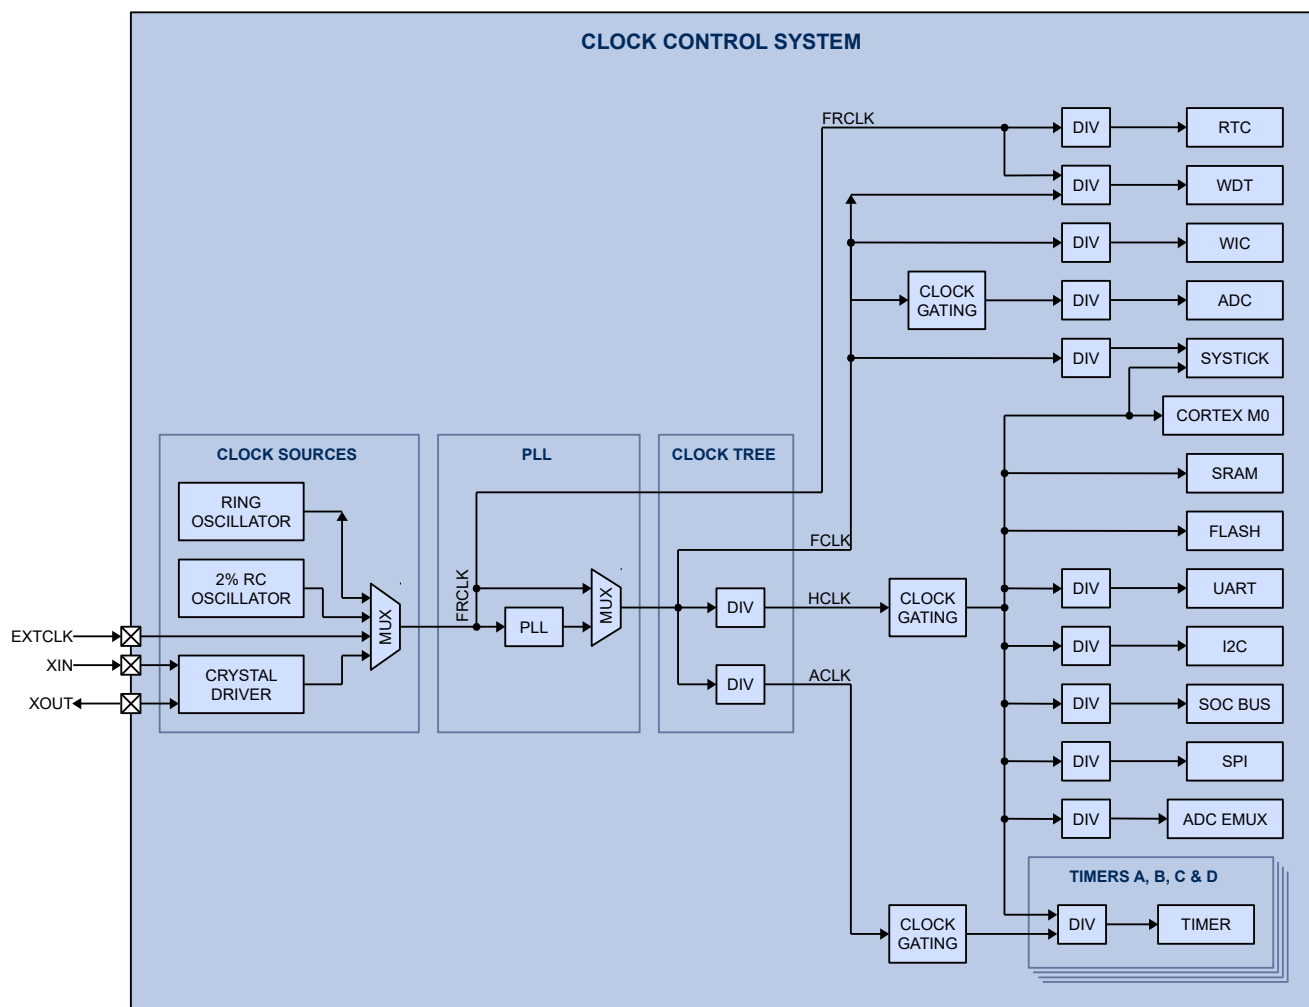 CLOCK CONTROL SYSTEM
FRCLK
DIV
RTC
DIV
WDT
DIV
WIC
CLOCK
GATING
DIV
ADC
DIV
SYSTICK
CORTEX M0
CLOCK SOURCES
PLL
CLOCK TREE
SRAM
RING
OSCILLATOR
FLASH
FCLK
2% RC
OSCILLATOR
MUX
FRCLK
PLL
MUX
DIV
HCLK
CLOCK
GATING
DIV
UART
EXTCLK
XIN
XOUT
CRYSTAL
DRIVER
DIV
ACLK
DIV
I2C
DIV
SOC BUS
DIV
SPI
DIV
ADC EMUX
TIMERS A, B, C & D
CLOCK
GATING
DIV
TIMER